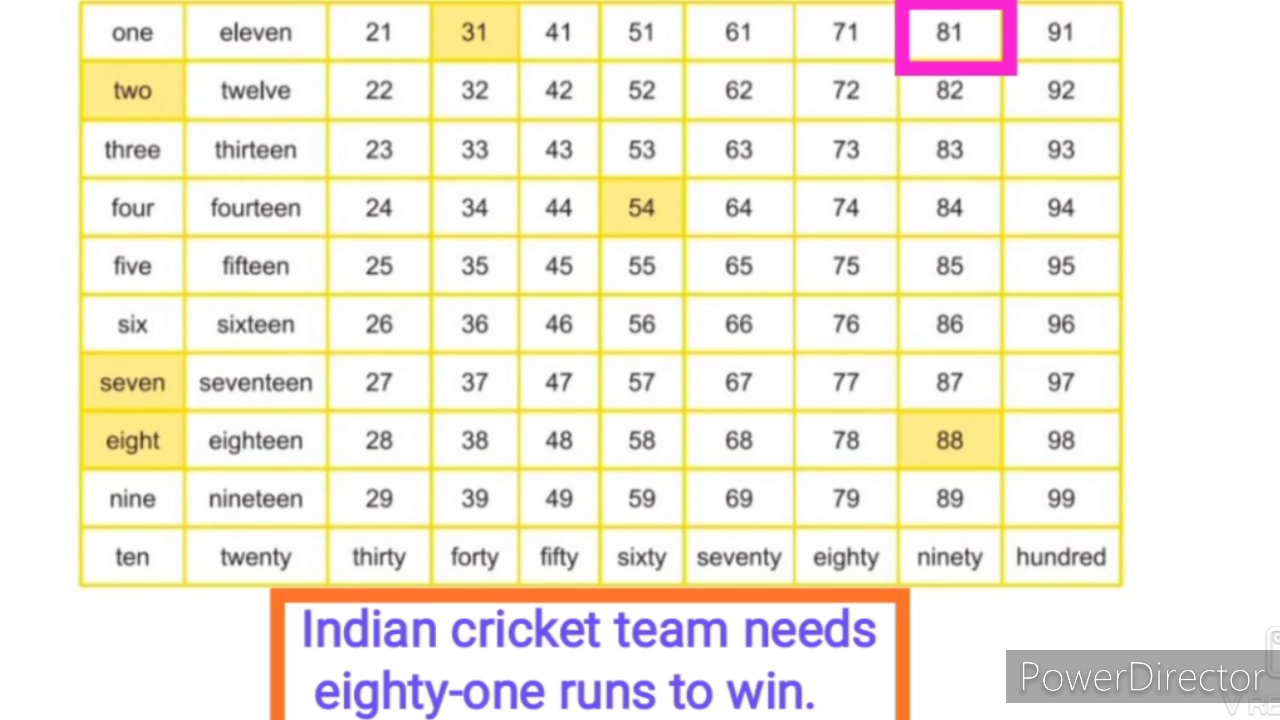 one eleven 21 31 41 51 61 71 81 91
two twelve 22 32 42 52 62 72 82 92
three thirteen 23 33 43 53 63 73 83 93
four fourteen 24 34 44 54 64 74 84 94
five fifteen 25 35 45 55 65 75 85 95
six sixteen 26 36 46 56 66 76 86 96
seven seventeen 27 37 47 57 67 77 87 97
eight eighteen 28 38 48 58 68 78 88 98
nine nineteen 29 39 49 59 69 79 89 99
ten twenty thirty forty fifty sixty seventy eighty ninety hundred
Indian cricket team needs
eighty-one runs to win.
PowerDirector